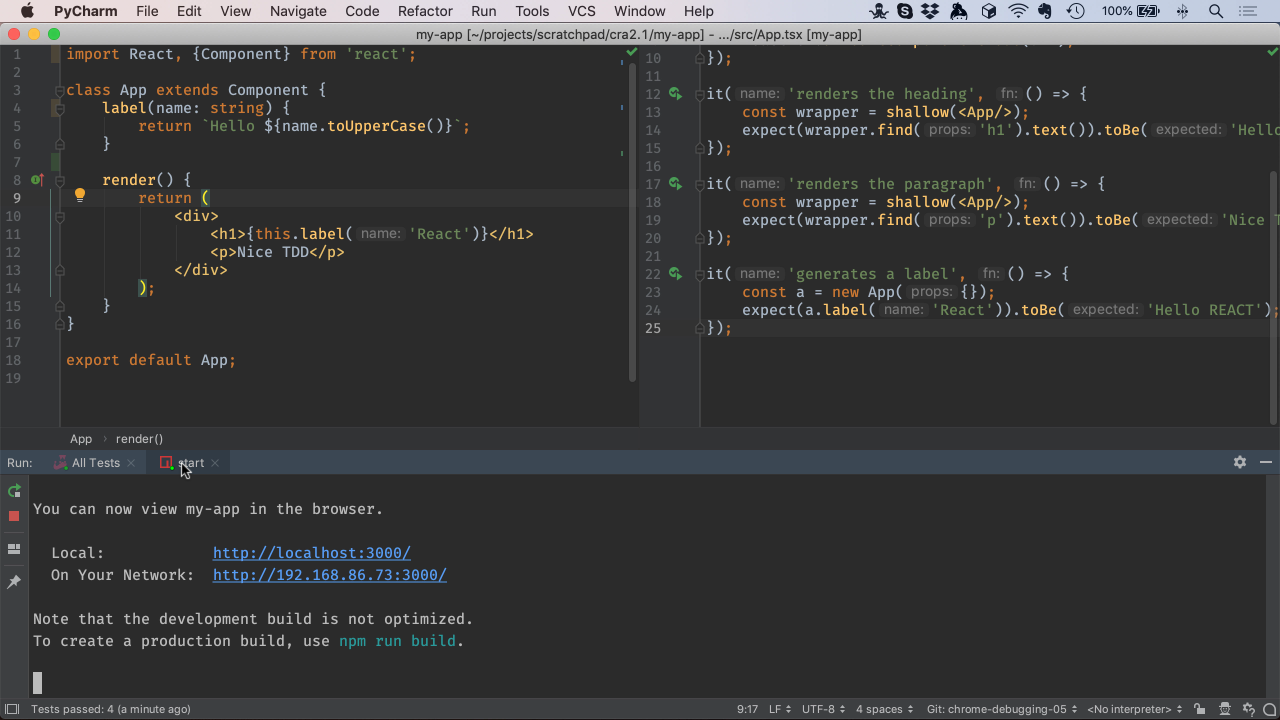 PyCharm File Edit View Navigate Code Refactor Run Tools VCS Window Help 100%
my-app [~/projects/scratchpad/cra2.1/my-app] - .../src/App.tsx [my-app]
1 import React, {Component} from 'react';
2
3 class App extends Component {
4 label(name: string) {
5 return `Hello ${name.toUpperCase()}`;
6 }
7
8 render() {
9 return (
10 <div>
11 <h1>{this.label( name: 'React')}</h1>
12 <p>Nice TDD</p>
13 </div>
14 );
15 }
16 }
17
18 export default App;
19
10 });
11
12 it( name: 'renders the heading', fn: () => {
13 const wrapper = shallow(<App/>);
14 expect(wrapper.find( props: 'h1').text()).toBe( expected: 'Hello
15 });
16
17 it( name: 'renders the paragraph', fn: () => {
18 const wrapper = shallow(<App/>);
19 expect(wrapper.find( props: 'p').text()).toBe( expected: 'Nice T
20 });
21
22 it( name: 'generates a label', fn: () => {
23 const a = new App( props: {});
24 expect(a.label( name: 'React')).toBe( expected: 'Hello REACT');
25 });
App › render()
Run: All Tests × start ×
You can now view my-app in the browser.
Local: http://localhost:3000/
On Your Network: http://192.168.86.73:3000/
Note that the development build is not optimized.
To create a production build, use npm run build.
Tests passed: 4 (a minute ago) 9:17 LF UTF-8 4 spaces Git: chrome-debugging-05 <No interpreter>